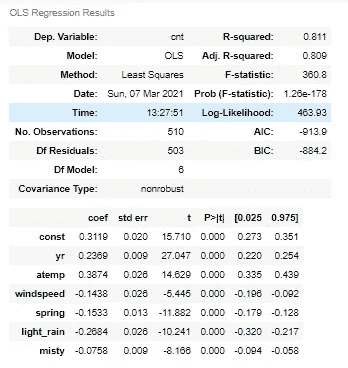 OLS Regression Results
Dep. Variable: cnt R-squared: 0.811
Model: OLS Adj. R-squared: 0.809
Method: Least Squares F-statistic: 360.8
Date: Sun, 07 Mar 2021 Prob (F-statistic): 1.26e-178
Time: 13:27:51 Log-Likelihood: 463.93
No. Observations: 510 AIC: -913.9
Df Residuals: 503 BIC: -884.2
Df Model: 6
Covariance Type: nonrobust
coef std err t P>|t| [0.025 0.975]
const 0.3119 0.020 15.710 0.000 0.273 0.351
yr 0.2369 0.009 27.047 0.000 0.220 0.254
atemp 0.3874 0.026 14.629 0.000 0.335 0.439
windspeed -0.1438 0.026 -5.445 0.000 -0.196 -0.092
spring -0.1533 0.013 -11.882 0.000 -0.179 -0.128
light_rain -0.2684 0.026 -10.241 0.000 -0.320 -0.217
misty -0.0758 0.009 -8.166 0.000 -0.094 -0.058